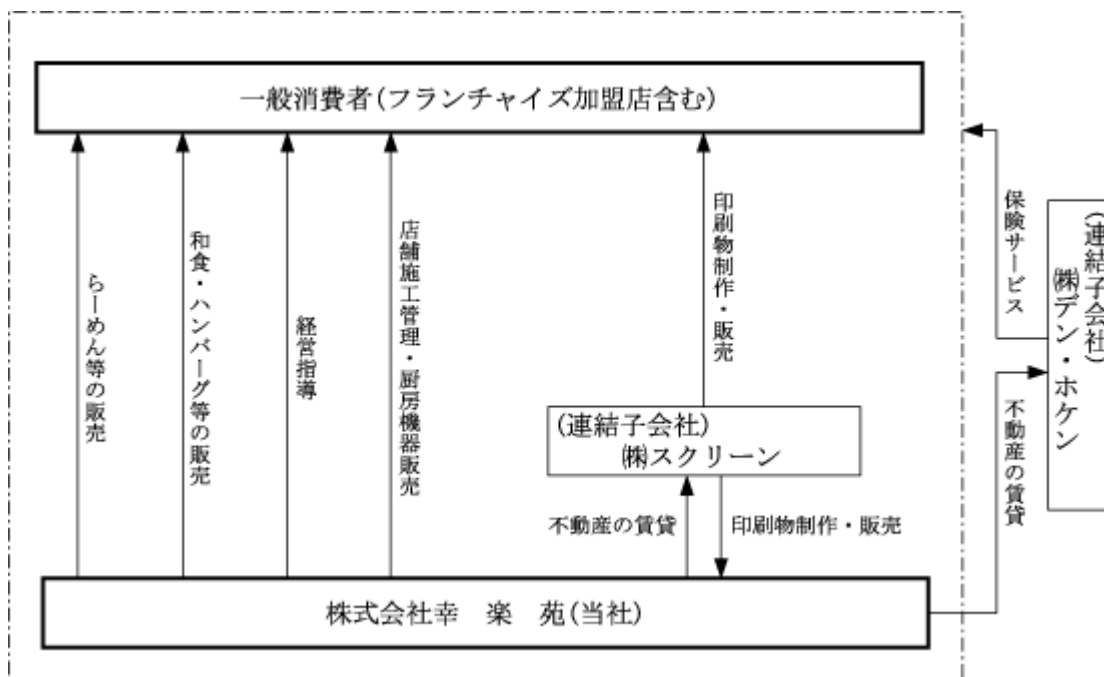 一般消費者(フランチャイズ加盟店含む)
らーめん等の販売
和食・ハンバーグ等の販売
経営指導
店舗施工管理・厨房機器販売
印刷物制作・販売
保険サービス
(連結子会社)
㈱デン・ホケン
(連結子会社)
㈱スクリーン
不動産の賃貸
印刷物制作・販売
不動産の賃貸
株式会社幸　楽　苑(当社)